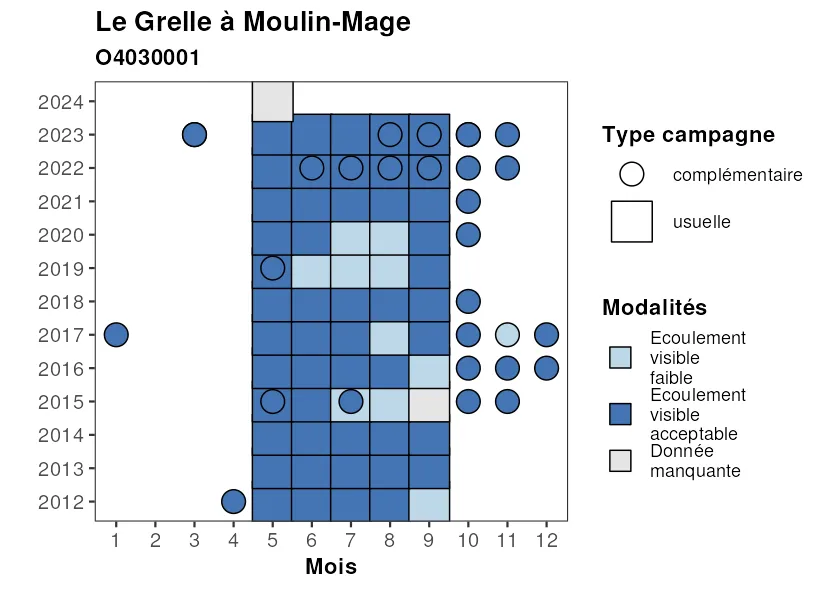 Le Grelle à Moulin-Mage
O4030001
2024
2023
2022
2021
2020
2019
2018
2017
2016
2015
2014
2013
2012
1 2 3 4 5 6 7 8 9 10 11 12
Mois
Type campagne
complémentaire
usuelle
Modalités
Ecoulement
visible
faible
Ecoulement
visible
acceptable
Donnée
manquante